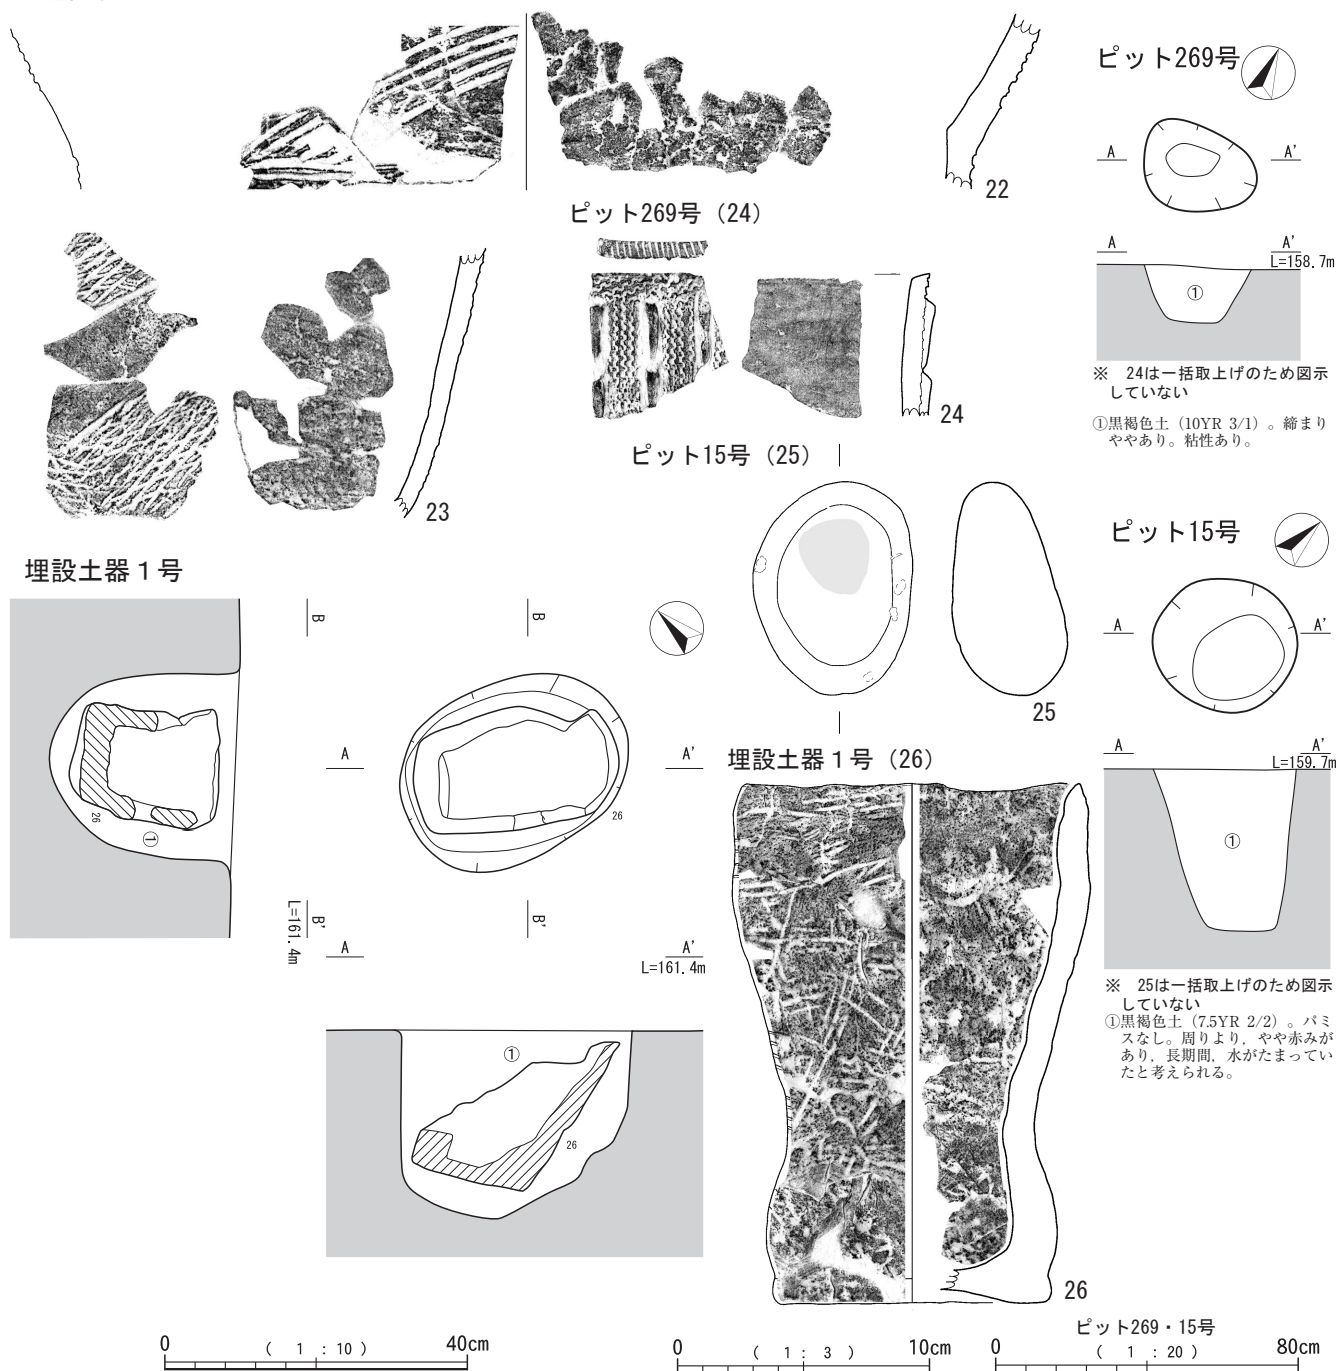 22
ピット269号
A
A'
A
A'
L=158.7m
①
※ 24は一括取上げのため図示
していない
①黒褐色土（10YR 3/1）。締まり
ややあり。粘性あり。
ピット269号（24）
24
23
ピット15号（25）
25
ピット15号
A
A'
A
A'
L=159.7m
①
※ 25は一括取上げのため図示
していない
①黒褐色土（7.5YR 2/2）。パミ
スなし。周りより，やや赤みが
あり，長期間，水がたまってい
たと考えられる。
埋設土器１号
26
①
B
B
A
A'
26
B'
B'
L=161.4m
A
A'
L=161.4m
①
26
埋設土器１号（26）
26
0
( 1 : 10 )
40cm
0
( 1 : 3 )
10cm
ピット269・15号
0
( 1 : 20 )
80cm